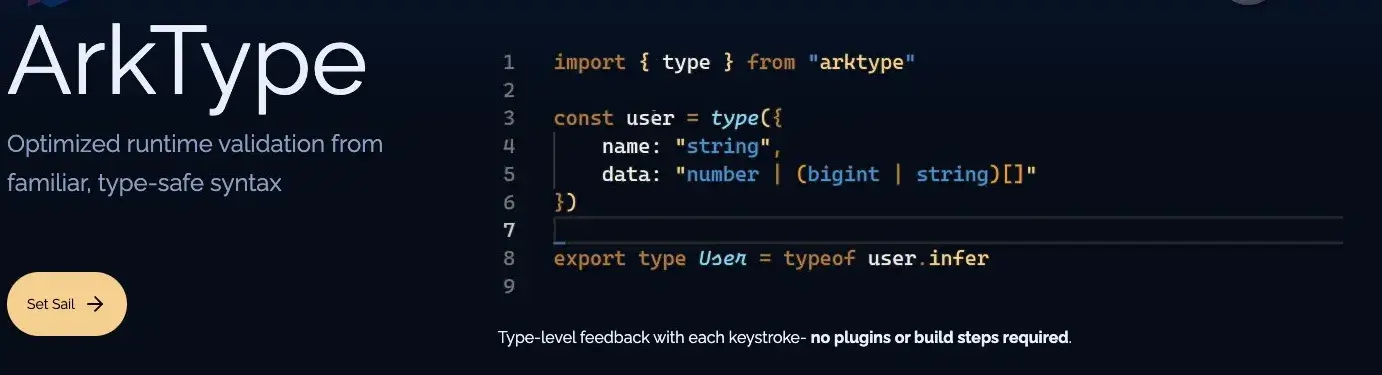 ArkType
Optimized runtime validation from
familiar, type-safe syntax
Set Sail
1 import { type } from "arktype"
2
3 const user = type({
4 name: "string",
5 data: "number | (bigint | string)[]"
6 })
7
8 export type User = typeof user.infer
9
Type-level feedback with each keystroke- no plugins or build steps required.